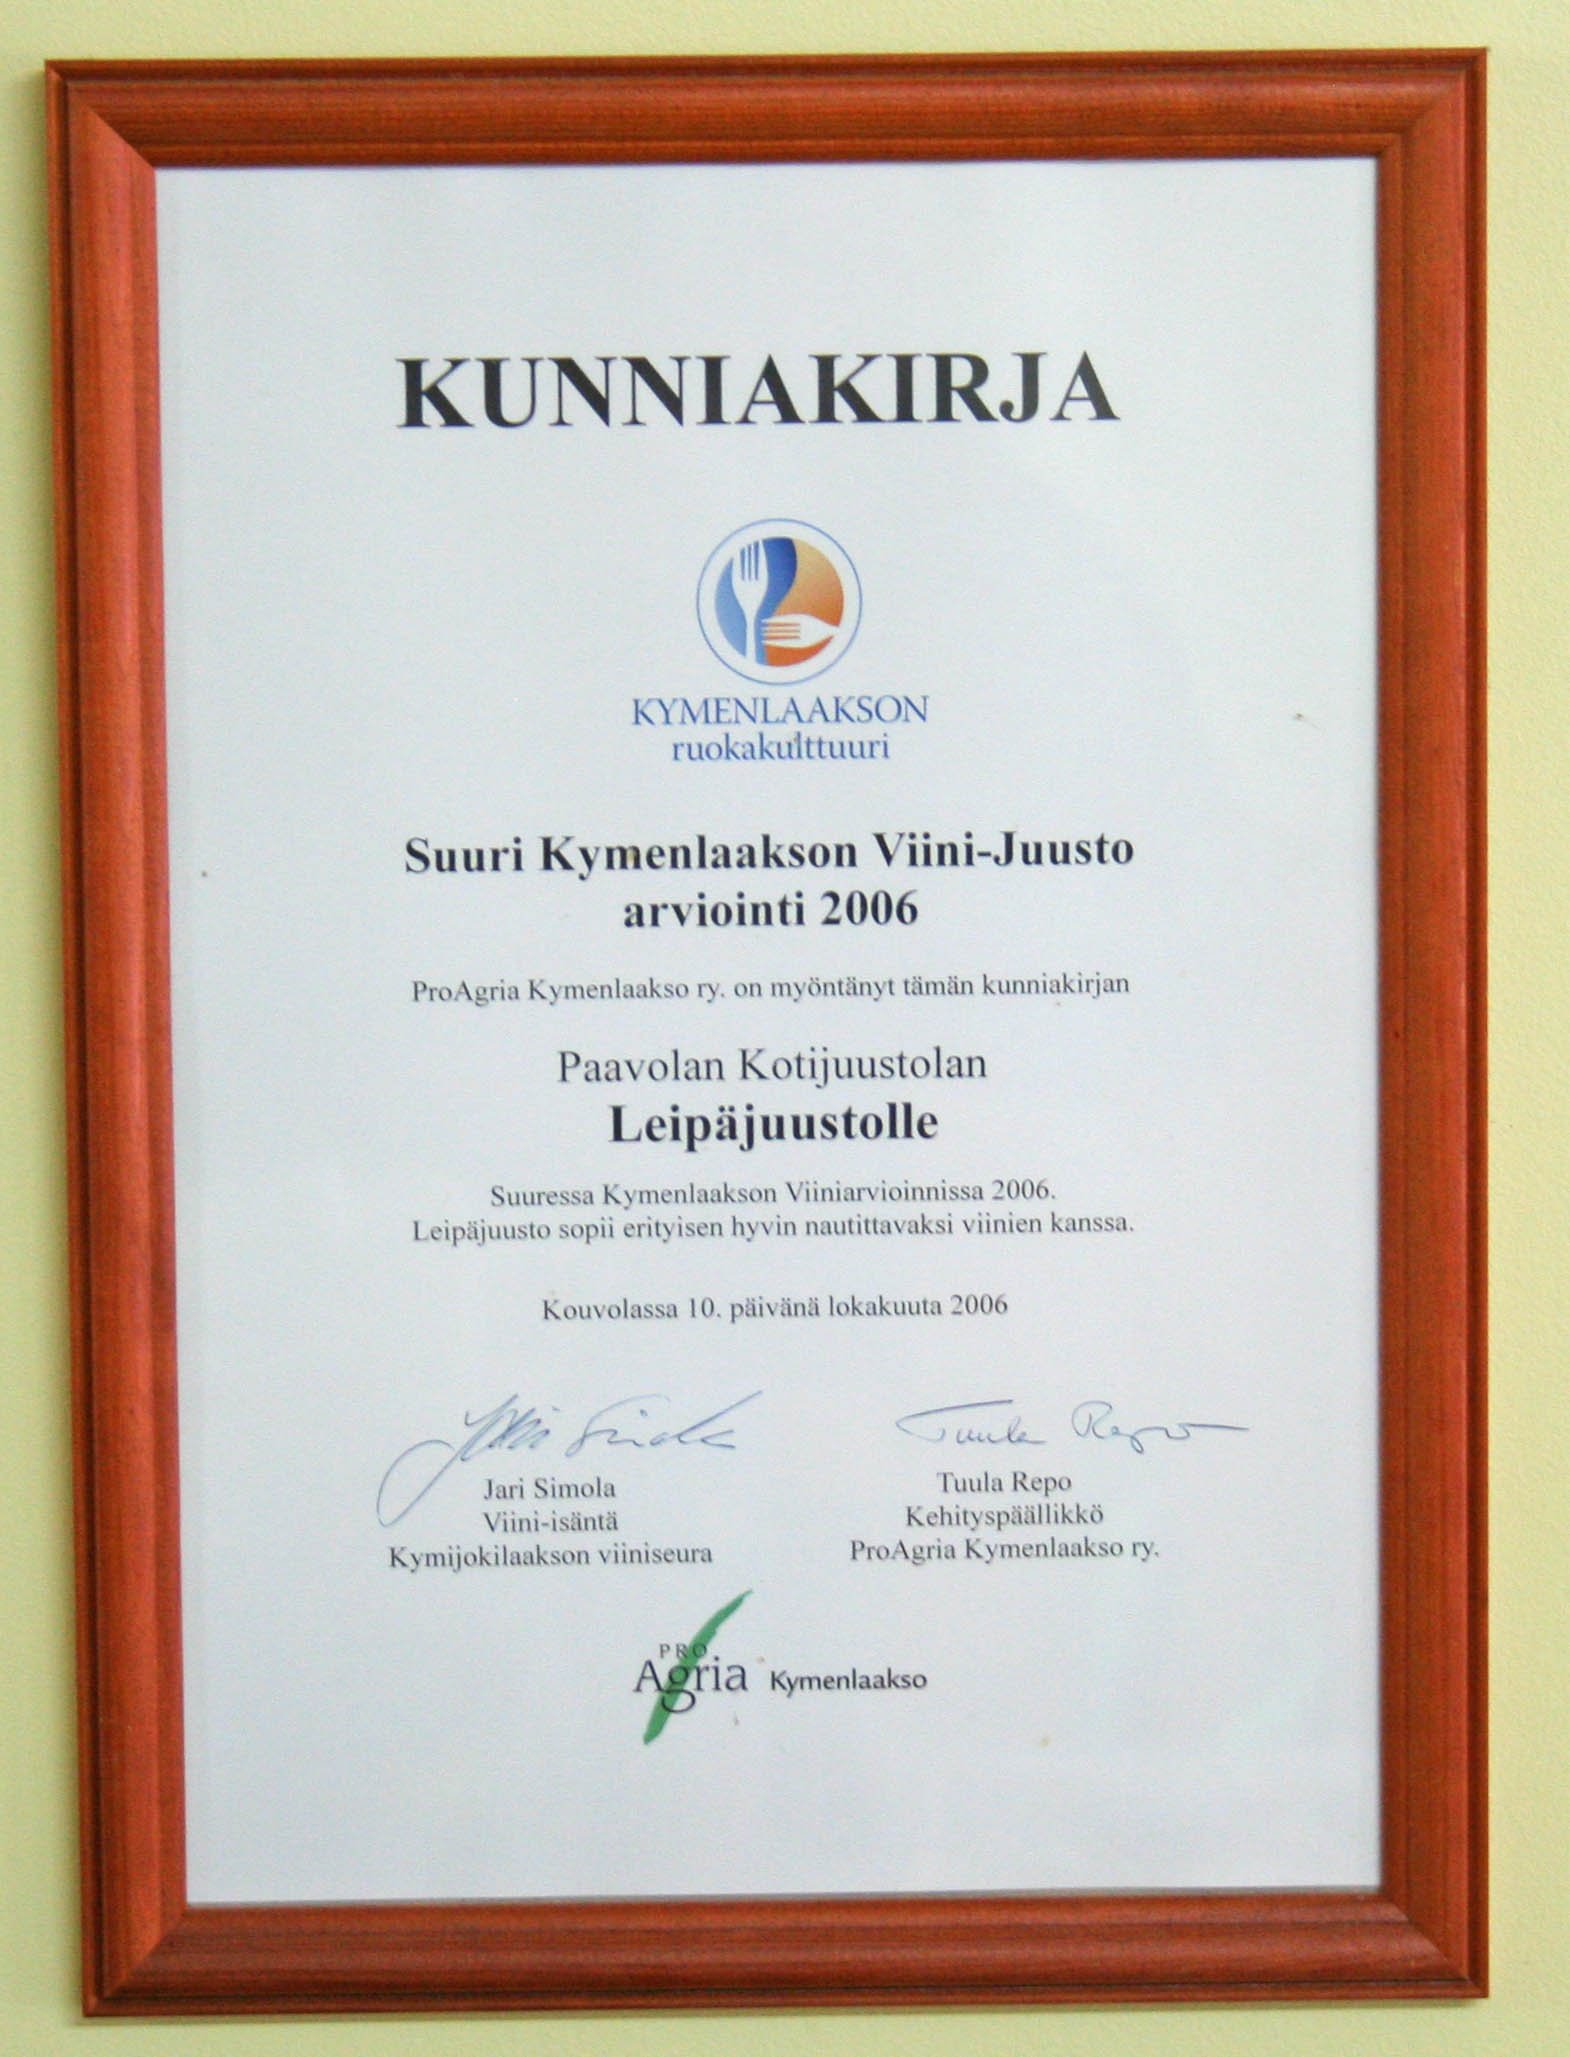 KUNNIAKIRJA
KYMENLAAKSON
ruokakulttuuri
Suuri Kymenlaakson Viini-Juusto
arviointi 2006
ProAgria Kymenlaakso ry. on myöntänyt tämän kunniakirjan
Paavolan Kotijuustolan
Leipäjuustolle
Suuressa Kymenlaakson Viiniarvioinnissa 2006.
Leipäjuusto sopii erityisen hyvin nautittavaksi viinien kanssa.
Kouvolassa 10. päivänä lokakuuta 2006
Jari Simola
Viini-isäntä
Kymijokilaakson viiniseura
Tuula Repo
Tuula Repo
Kehityspäällikkö
ProAgria Kymenlaakso ry.
PRO
Agria Kymenlaakso